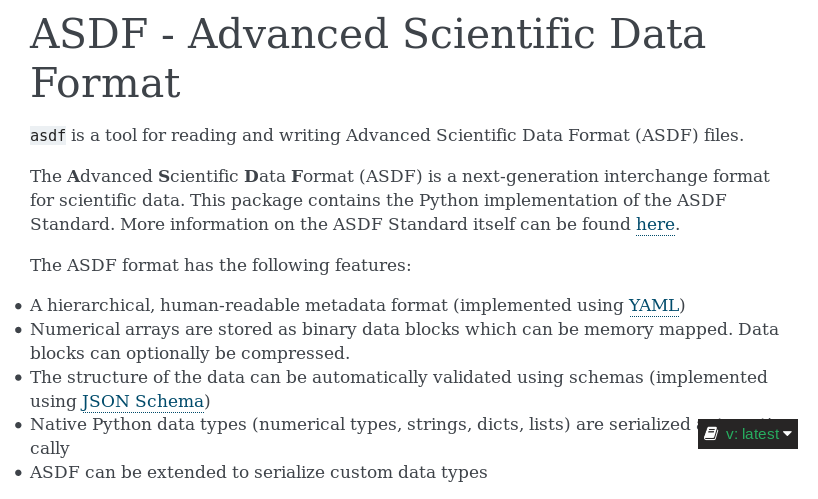 ASDF - Advanced Scientific Data
Format
asdf is a tool for reading and writing Advanced Scientific Data Format (ASDF) files.
The Advanced Scientific Data Format (ASDF) is a next-generation interchange format
for scientific data. This package contains the Python implementation of the ASDF
Standard. More information on the ASDF Standard itself can be found here.
The ASDF format has the following features:
• A hierarchical, human-readable metadata format (implemented using YAML)
• Numerical arrays are stored as binary data blocks which can be memory mapped. Data
blocks can optionally be compressed.
• The structure of the data can be automatically validated using schemas (implemented
using JSON Schema)
• Native Python data types (numerical types, strings, dicts, lists) are serialized
v: latest
cally
• ASDF can be extended to serialize custom data types